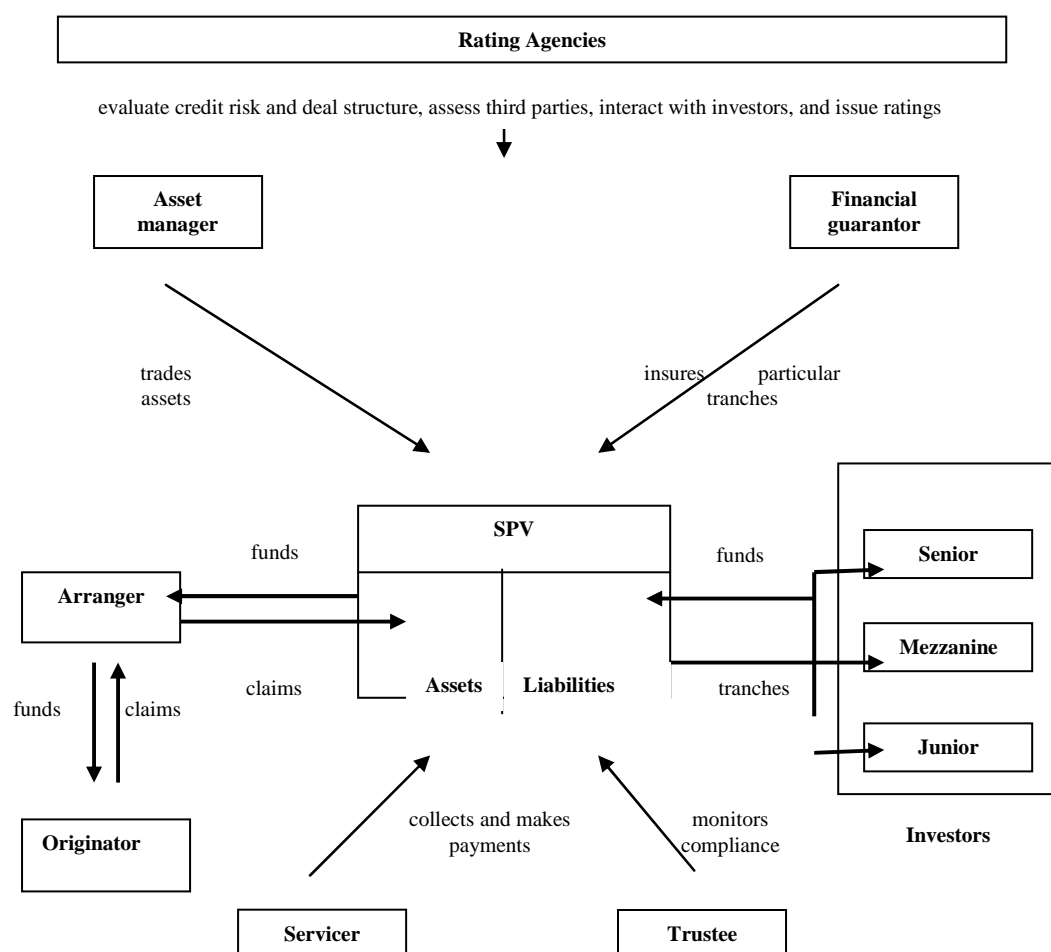 Rating Agencies
evaluate credit risk and deal structure, assess third parties, interact with investors, and issue ratings
Asset
manager
Financial
guarantor
trades
assets
insures particular
tranches
SPV
funds
funds
Senior
Arranger
Mezzanine
claims
Assets
Liabilities
tranches
funds
claims
Junior
collects and makes
payments
monitors
compliance
Investors
Originator
Servicer
Trustee